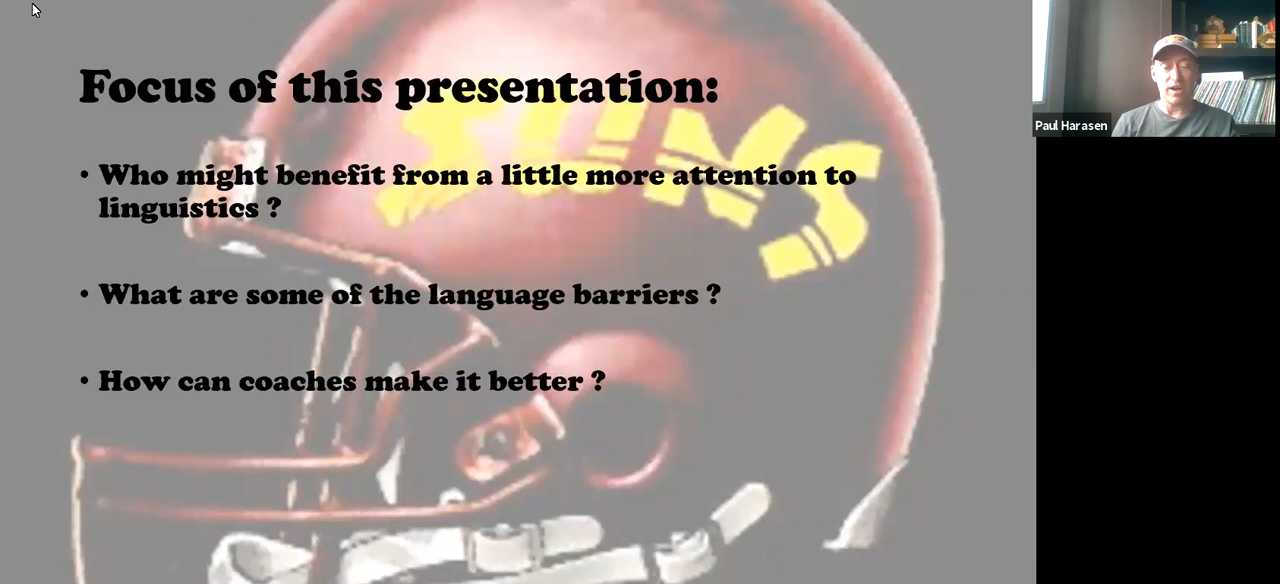 Focus of this presentation:
SUNS
• Who might benefit from a little more attention to
linguistics ?
• What are some of the language barriers ?
• How can coaches make it better ?
Paul Harasen